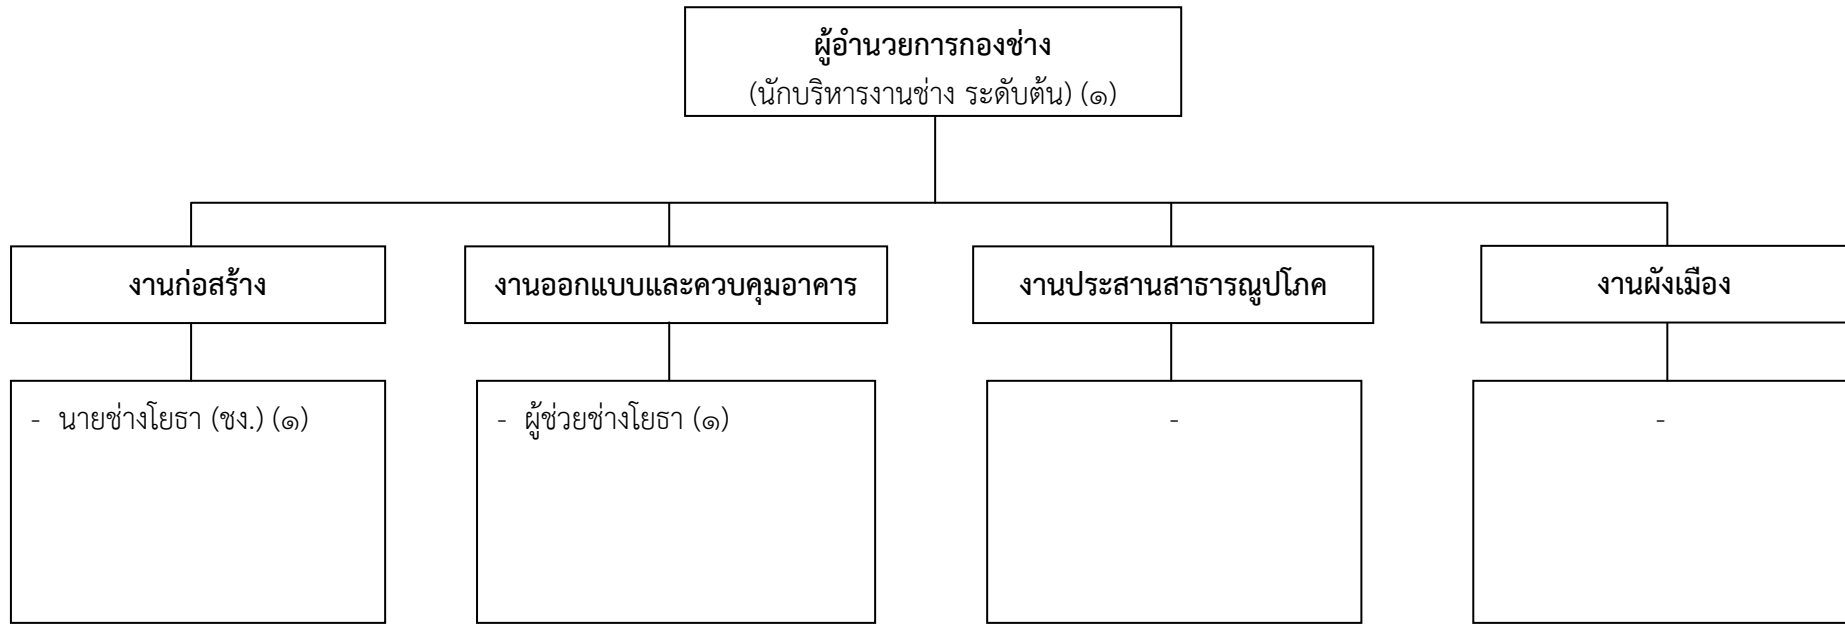 ผู้อำนวยการกองช่าง
(นักบริหารงานช่าง ระดับต้น) (๑)
งานก่อสร้าง
งานออกแบบและควบคุมอาคาร
งานประสานสาธารณูปโภค
งานผังเมือง
- นายช่างโยธา (ชง.) (๑)
- ผู้ช่วยช่างโยธา (๑)
-
-